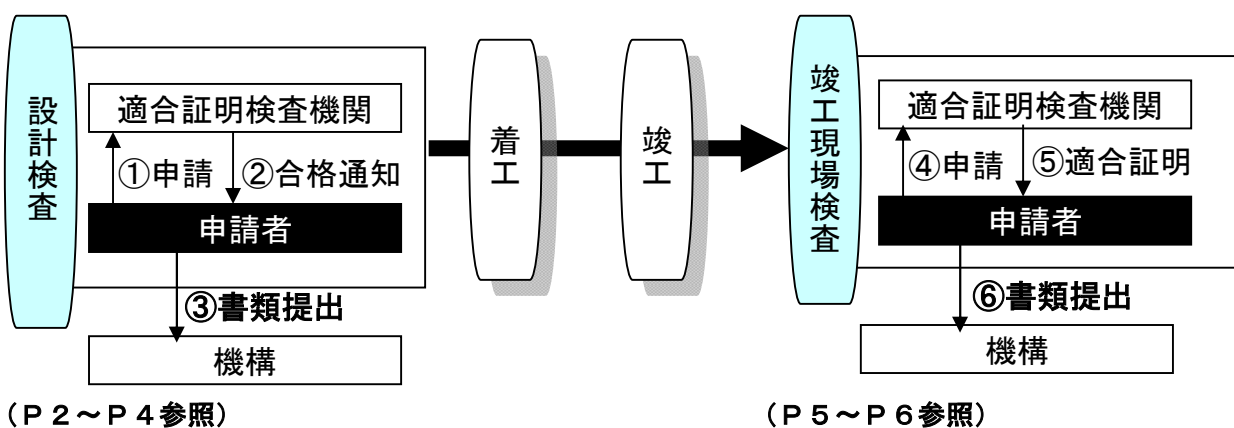 設計検査
適合証明検査機関
①申請
②合格通知
申請者
③書類提出
機構
(P2~P4参照)
着工
竣工
竣工現場検査
適合証明検査機関
④申請
⑤適合証明
申請者
⑥書類提出
機構
(P5~P6参照)